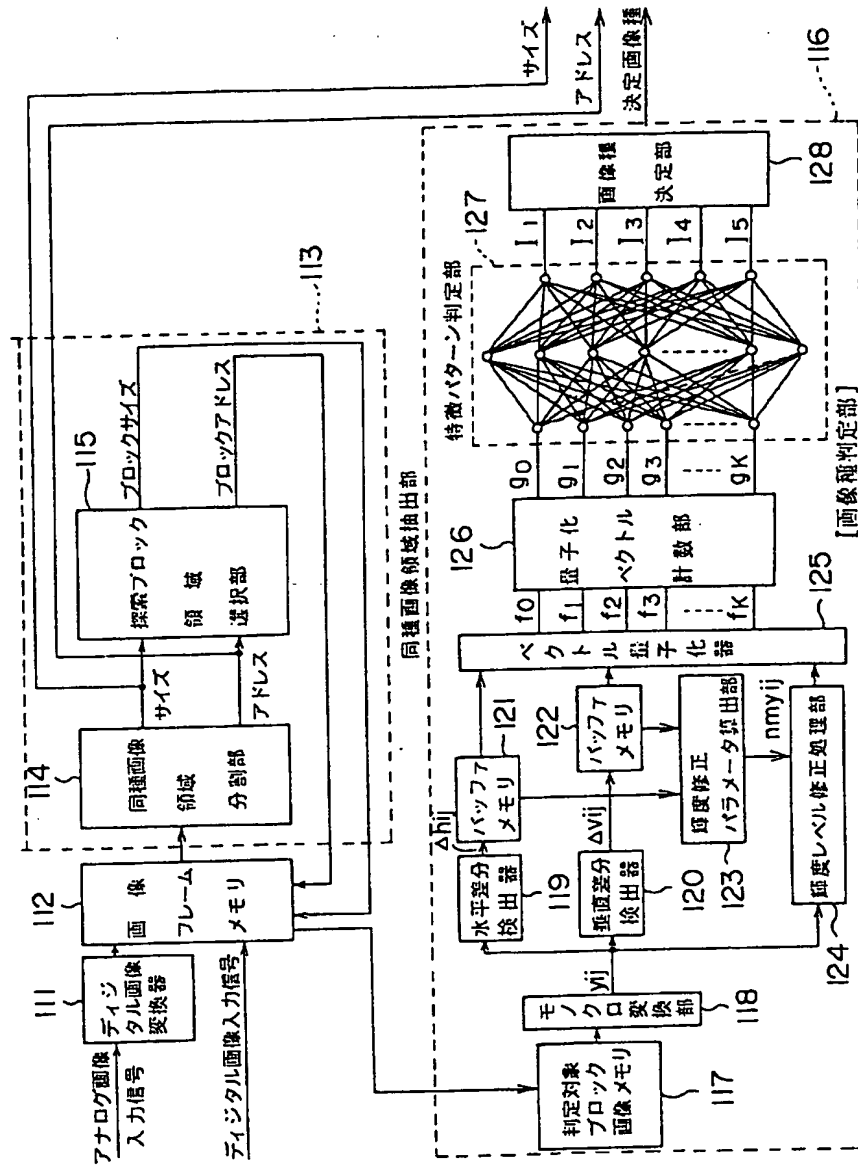 アナログ画像
入力信号
ディジタル画像入力信号
111
ディジ
タル画像
変換器
112
画像
フレーム
メモリ
114
同種画像
領域
分割部
サイズ
アドレス
115
探索ブロック
領域
選択部
ブロックサイズ
ブロックアドレス
113
同種画像領域抽出部
サイズ
アドレス
決定画像種
116
117
判定対象
ブロック
画像メモリ
118
モノクロ変換部
yij
水平差分
検出器
119
Δhij
垂直差分
検出器
120
ΔVij
121
バッファ
メモリ
122
バッファ
メモリ
輝度修正
パラメータ算出部
123
nmyij
輝度レベル修正処理部
124
ベクトル量子化器
125
f0
f1
f2
f3
fK
126
量子化
ベクトル
計数部
g0
g1
g2
g3
gK
特徴パターン判定部
127
I1
I2
I3
I4
I5
画像種
決定部
128
[画像種判定部]